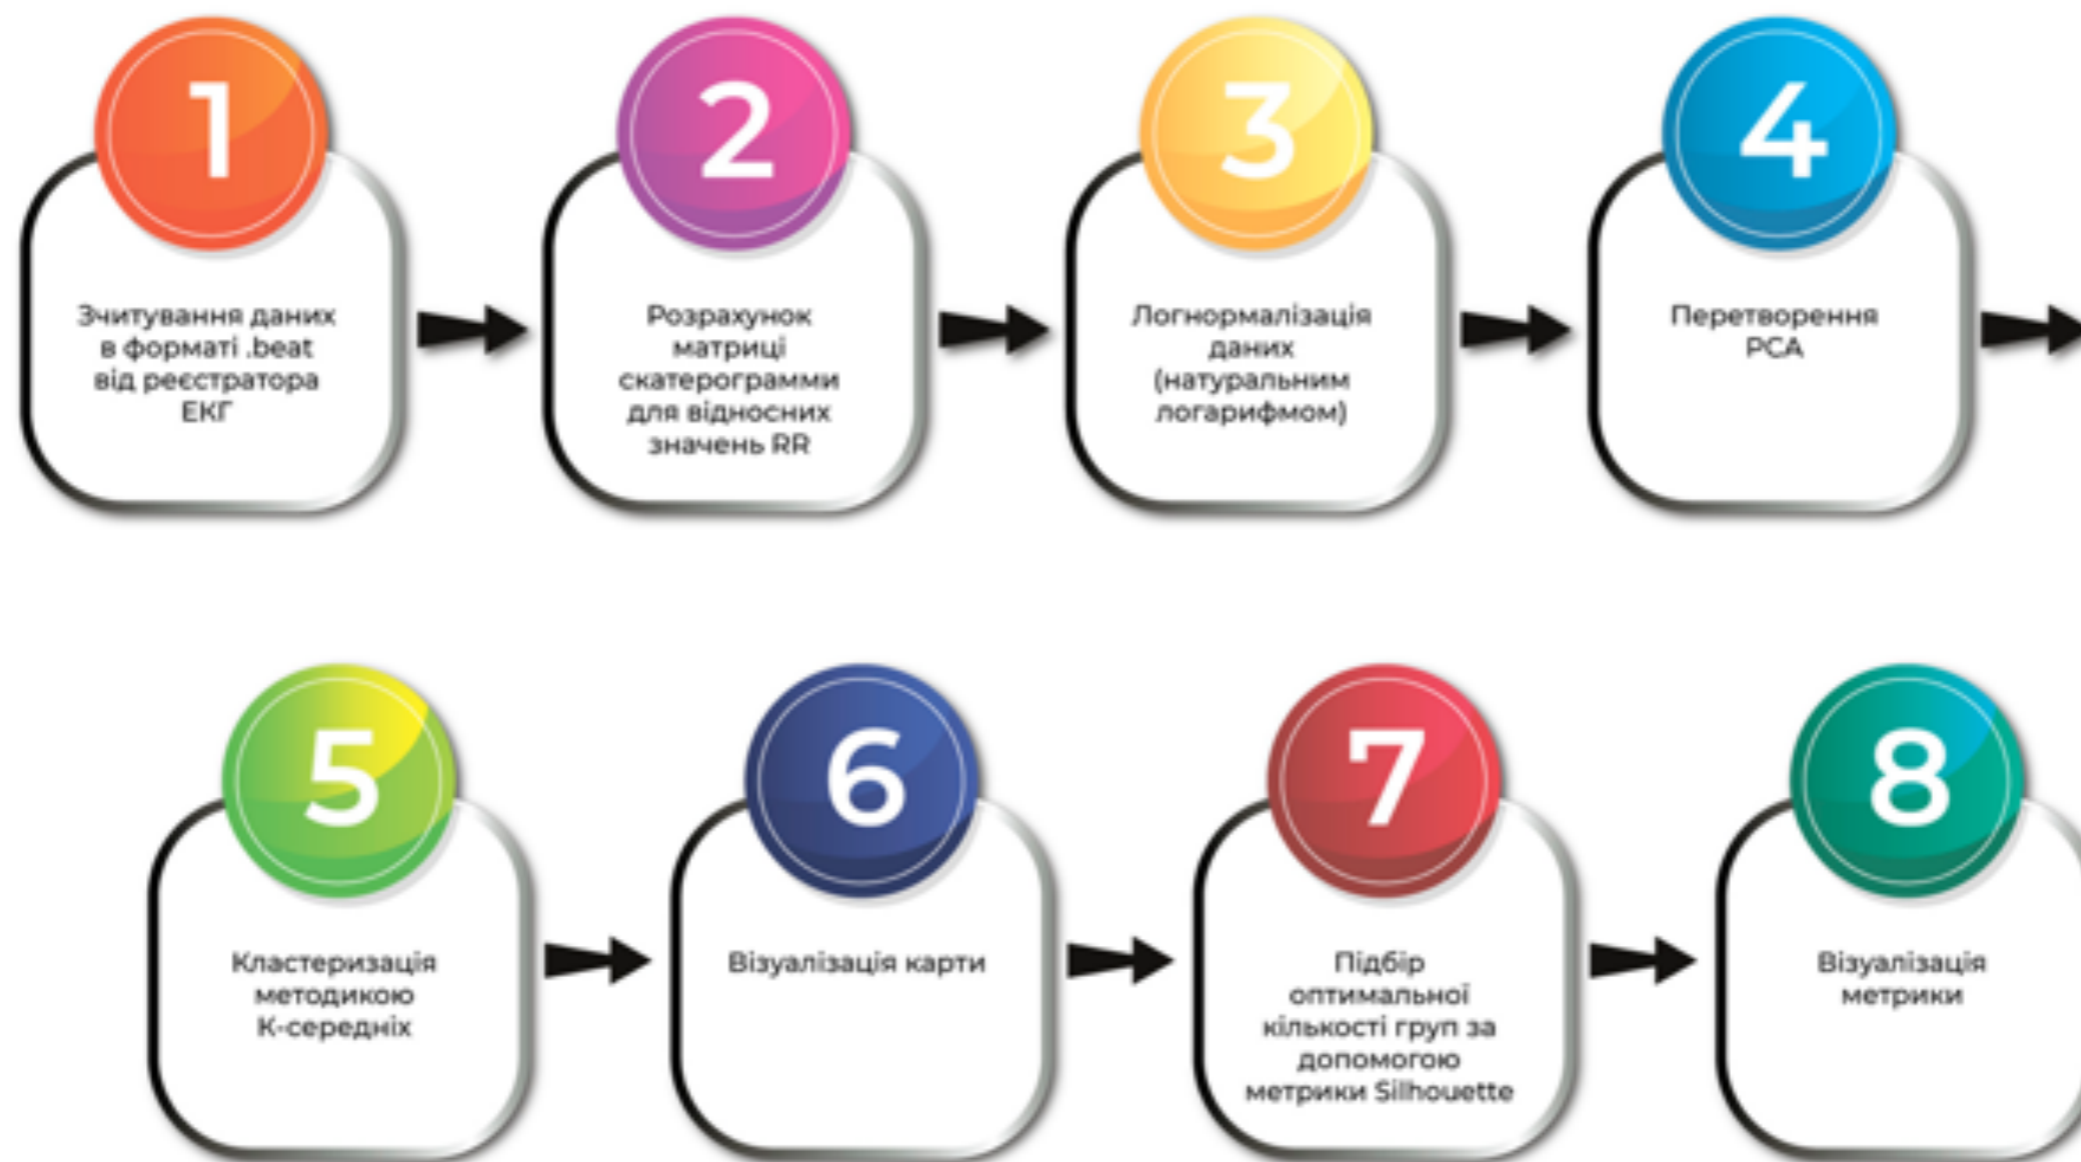 1
Зчитування даних
в форматі .beat
від реєстратора
ЕКГ
2
Розрахунок
матриці
скатерограмми
для відносних
значень RR
3
Логнормалізація
даних
(натуральним
логарифмом)
4
Перетворення
PCA
5
Кластеризація
методикою
К-середніх
6
Візуалізація карти
7
Підбір
оптимальної
кількості груп за
допомогою
метрики Silhouette
8
Візуалізація
метрики